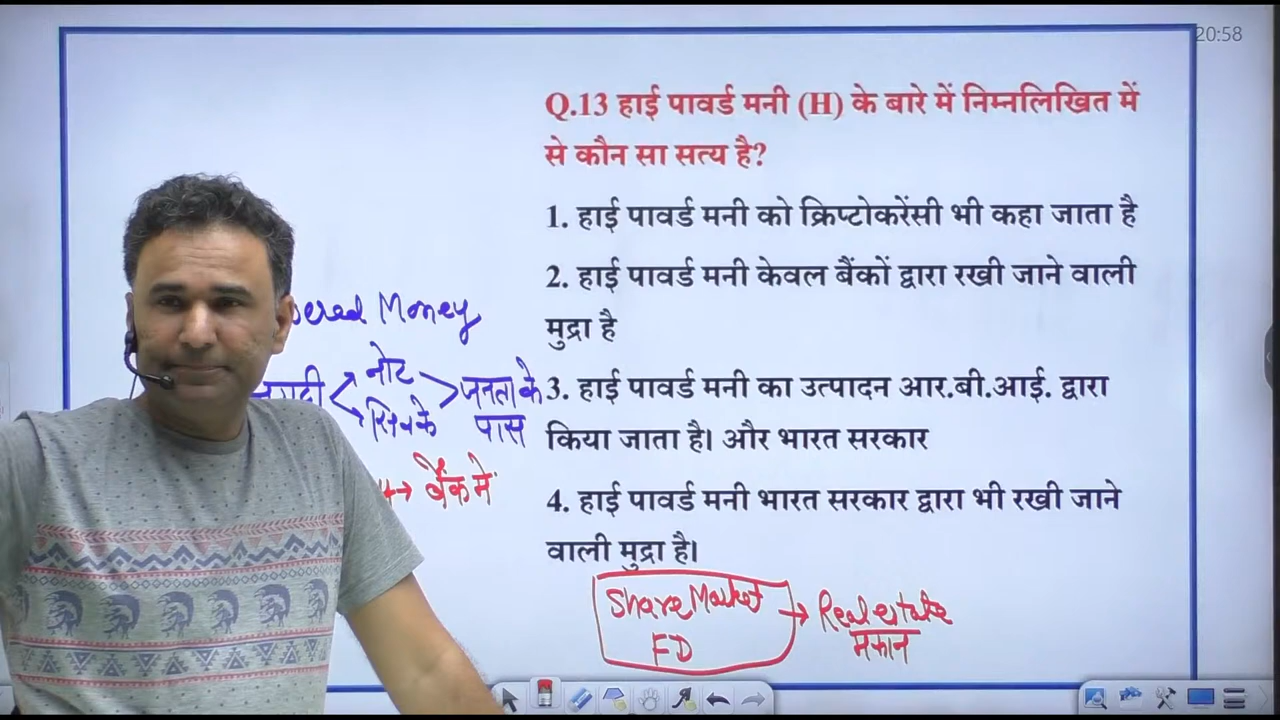 20:58
Q.13 हाई पावर्ड मनी (H) के बारे में निम्नलिखित में
से कौन सा सत्य है?
1. हाई पावर्ड मनी को क्रिप्टोकरेंसी भी कहा जाता है
2. हाई पावर्ड मनी केवल बैंकों द्वारा रखी जाने वाली
मुद्रा है
3. हाई पावर्ड मनी का उत्पादन आर.बी.आई. द्वारा
किया जाता है। और भारत सरकार
4. हाई पावर्ड मनी भारत सरकार द्वारा भी रखी जाने
वाली मुद्रा है।
Money
नोट
सिक्के
जनता के
पास
बैंक में
Share Market
FD
Real estate
मकान